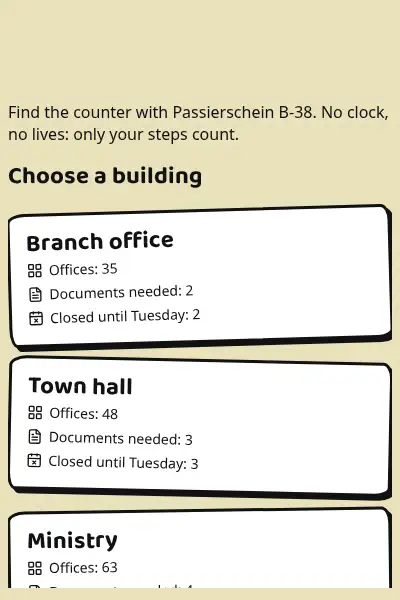 Find the counter with Passierschein B-38. No clock,
no lives: only your steps count.
Choose a building
Branch office
Offices: 35
Documents needed: 2
Closed until Tuesday: 2
Town hall
Offices: 48
Documents needed: 3
Closed until Tuesday: 3
Ministry
Offices: 63